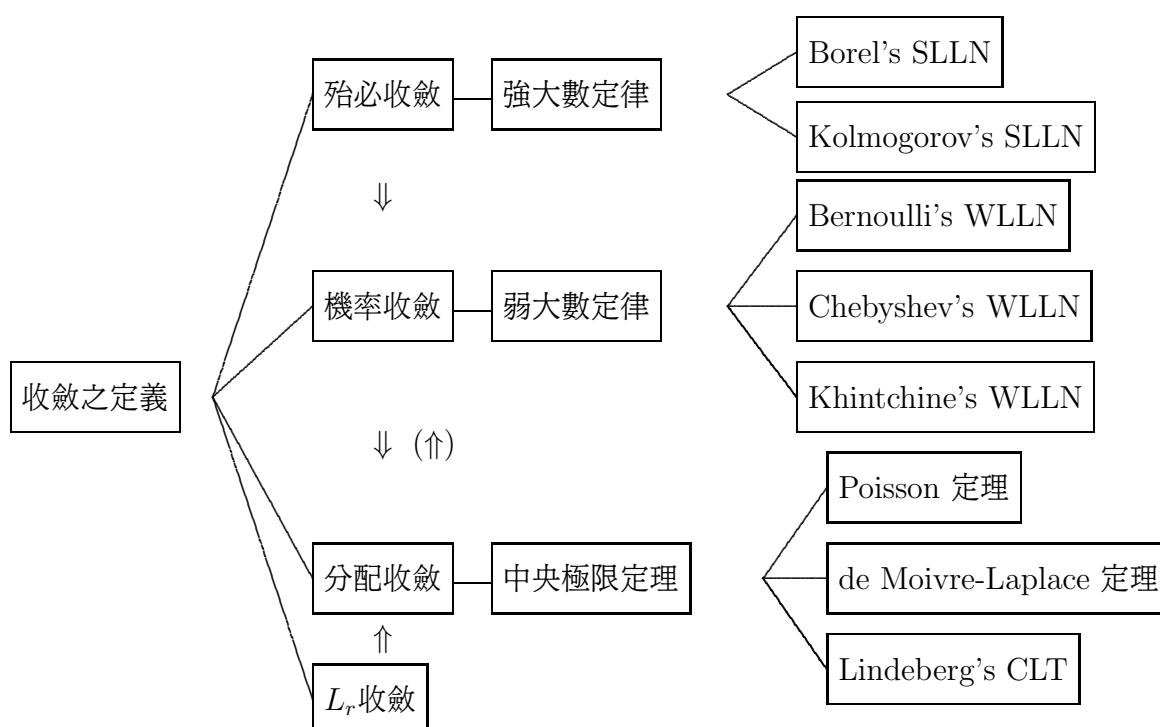 Borel's SLLN
殆必收斂
強大數定律
Kolmogorov's SLLN
⇓
Bernoulli's WLLN
機率收斂
弱大數定律
Chebyshev's WLLN
收斂之定義
Khintchine's WLLN
⇓ (⇑)
Poisson 定理
分配收斂
中央極限定理
de Moivre-Laplace 定理
⇑
Lindeberg's CLT
Lr收斂